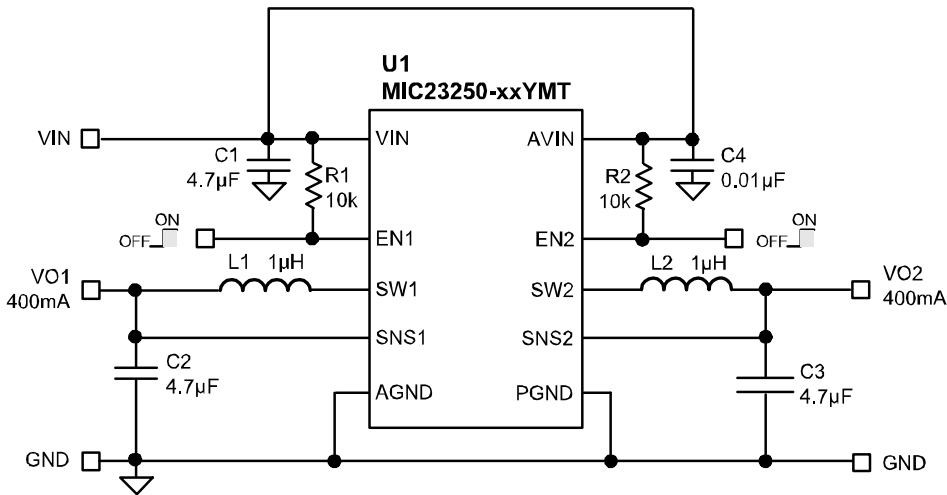 U1
MIC23250-xxYMT
VIN
VIN
AVIN
C1
4.7µF
R1
10k
R2
10k
C4
0.01µF
ON
OFF
EN1
EN2
ON
OFF
VO1
400mA
L1 1µH
SW1
SW2
L2 1µH
VO2
400mA
SNS1
SNS2
C2
4.7µF
AGND
PGND
C3
4.7µF
GND
GND